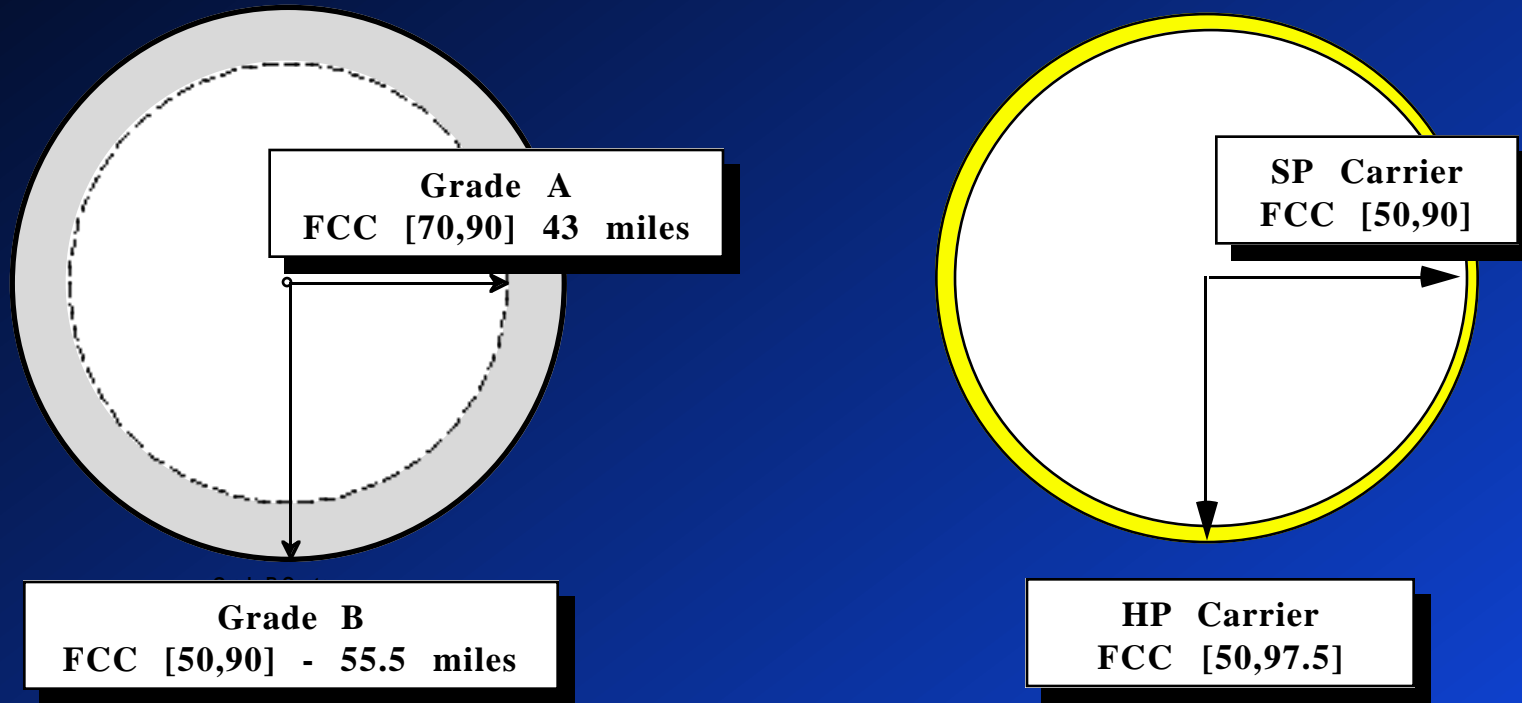 Grade A
FCC [70,90] 43 miles
SP Carrier
FCC [50,90]
Grade B
FCC [50,90] - 55.5 miles
HP Carrier
FCC [50,97.5]